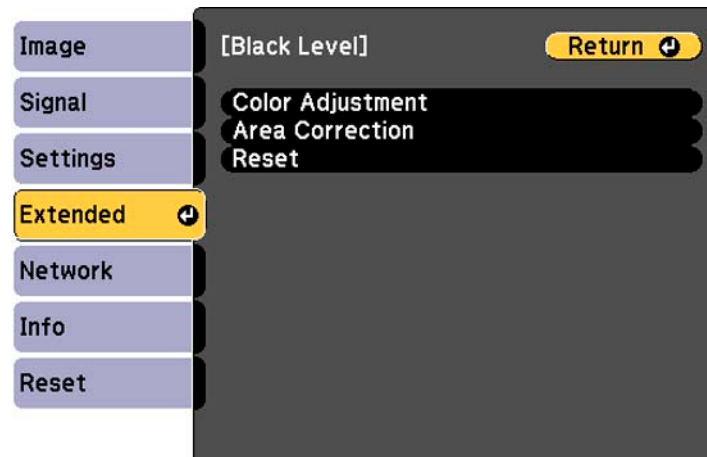 Image
Signal
Settings
Extended
Network
Info
Reset
[Black Level]
Return
Color Adjustment
Area Correction
Reset